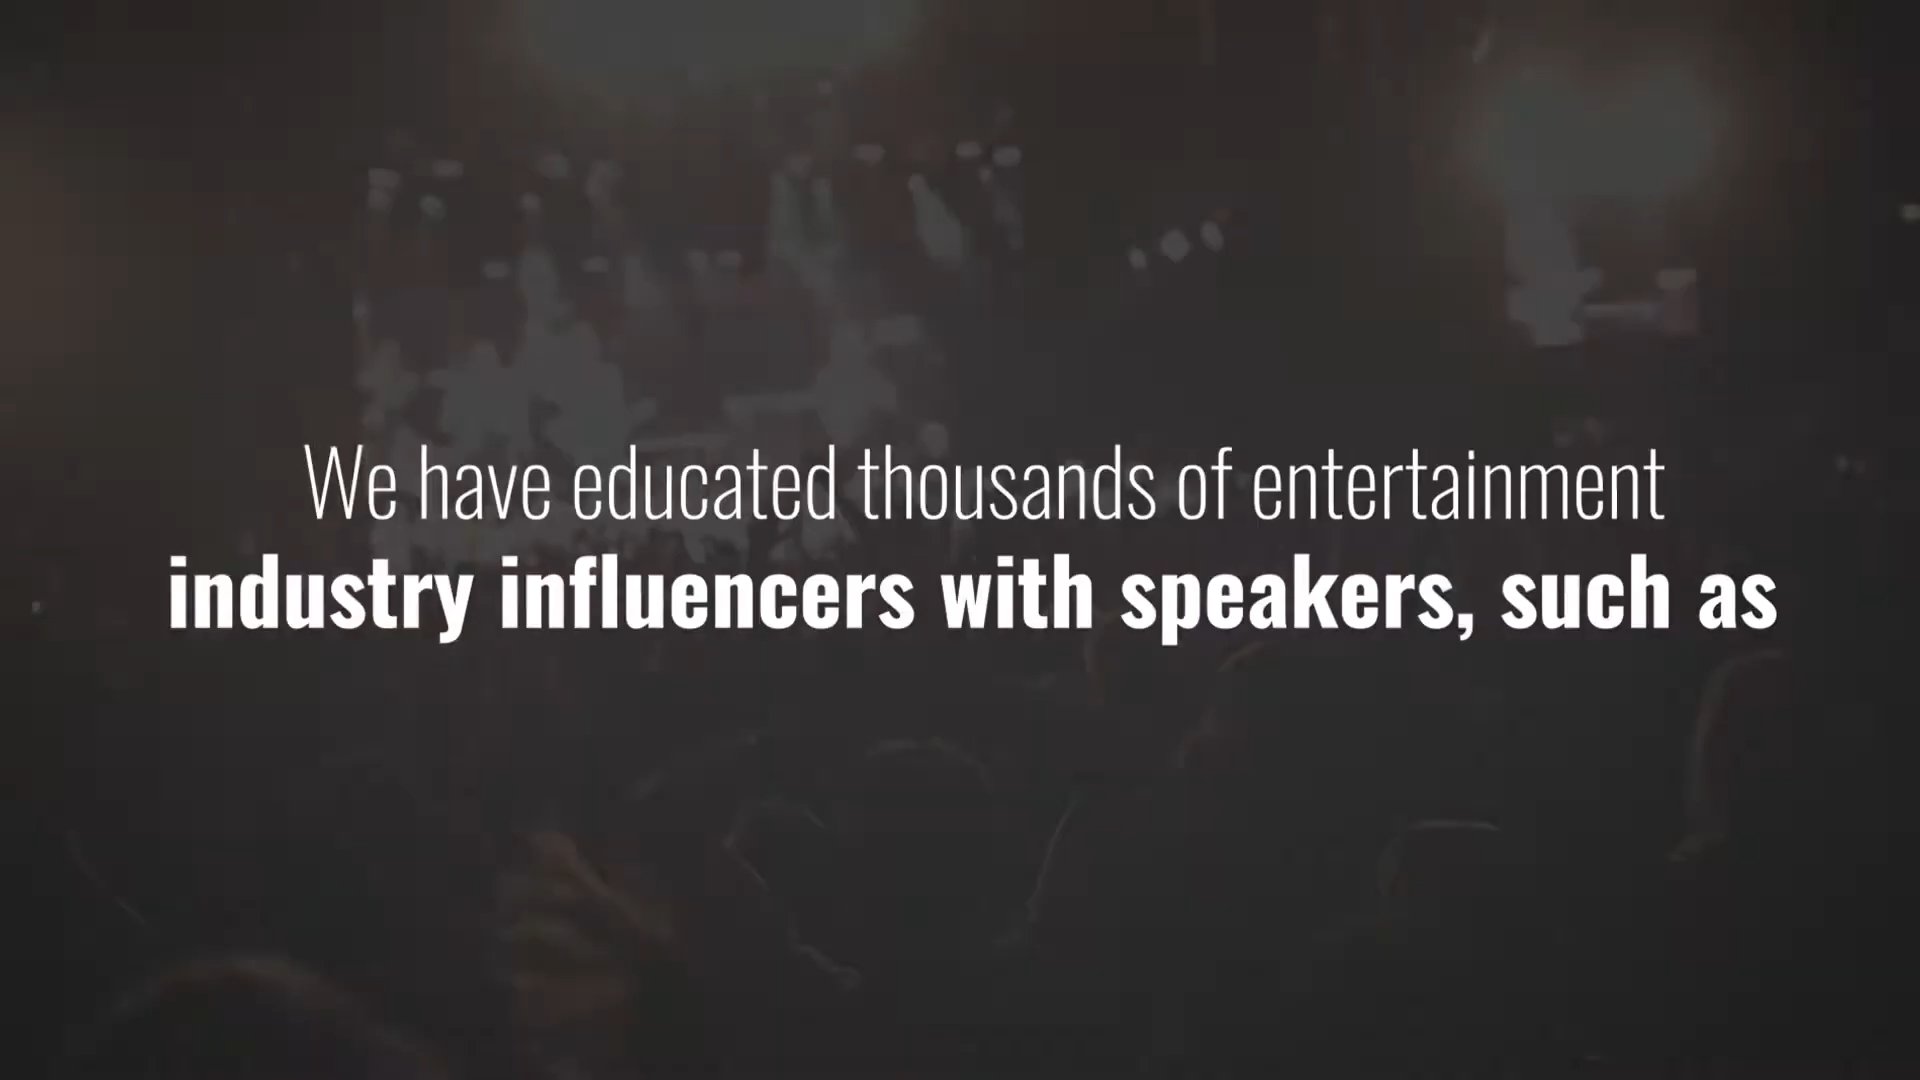 We have educated thousands of entertainment
industry influencers with speakers, such as